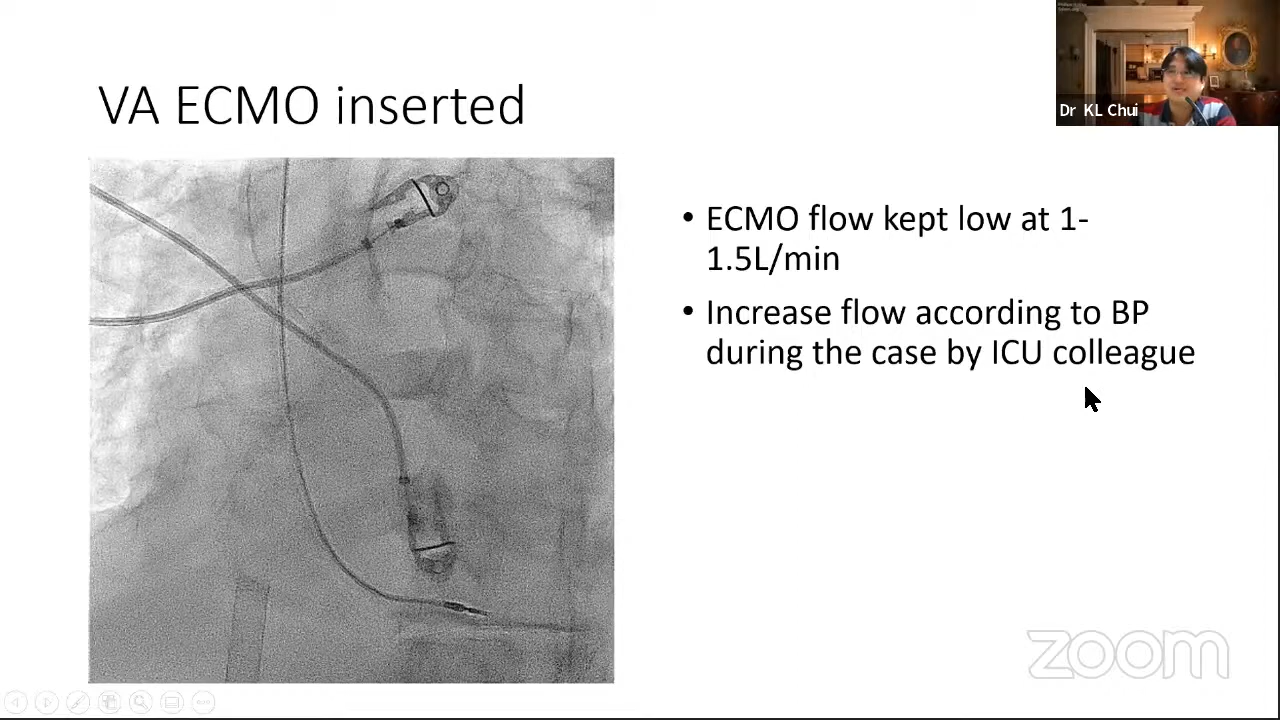 VA ECMO inserted
Dr KL Chui
• ECMO flow kept low at 1-
1.5L/min
• Increase flow according to BP
during the case by ICU colleague
zoom